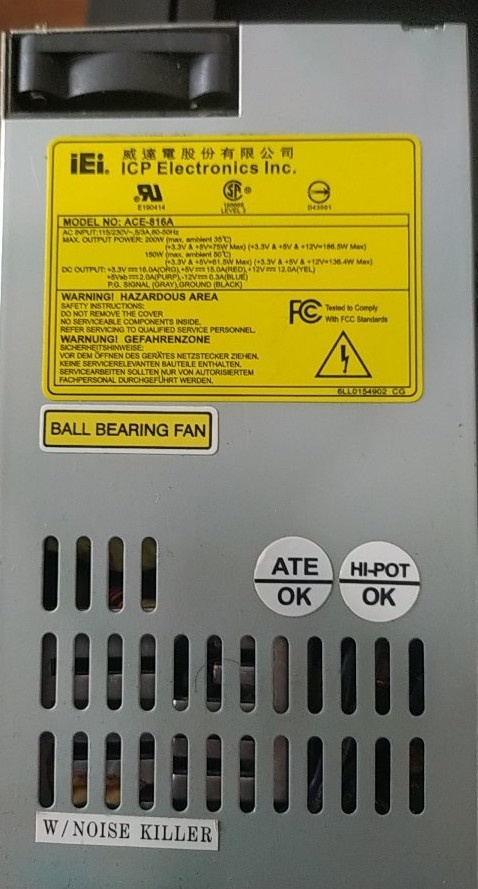 iEi. 威達電股份有限公司
ICP Electronics Inc.
E190414
LEVEL 3
D43051
MODEL NO: ACE-816A
AC INPUT:115/230V~,5/3A,60-50Hz
MAX. OUTPUT POWER: 200W (max. ambient 35°C)
(+3.3V & +5V=75W Max) (+3.3V & +5V & +12V=186.5W Max)
150W (max. ambient 50°C)
(+3.3V & +5V=61.5W Max) (+3.3V & +5V & +12V=136.4W Max)
DC OUTPUT: +3.3V 16.0A(ORG),+5V 15.0A(RED),+12V 12.0A(YEL)
+5Vsb 2.0A(PURP),-12V 0.3A(BLUE)
P.G. SIGNAL (GRAY),GROUND (BLACK)
WARNING! HAZARDOUS AREA
SAFETY INSTRUCTIONS:
DO NOT REMOVE THE COVER
NO SERVICEABLE COMPONENTS INSIDE.
REFER SERVICING TO QUALIFIED SERVICE PERSONNEL.
FC Tested to Comply
With FCC Standards
WARNUNG! GEFAHRENZONE
SICHERHEITSHINWEISE:
VOR DEM ÖFFNEN DES GERÄTES NETZSTECKER ZIEHEN.
KEINE SERVICERELEVANTEN BAUTEILE ENTHALTEN.
SERVICEARBEITEN SOLLTEN NUR VON AUTORISIERTEM
FACHPERSONAL DURCHGEFÜHRT WERDEN.
6LL0154902 CG
BALL BEARING FAN
ATE
OK
HI-POT
OK
W/NOISE KILLER